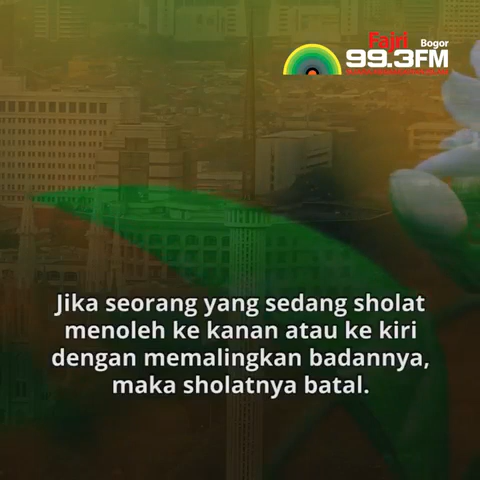 Fajri Bogor
99.3FM
Jika seorang yang sedang sholat
menoleh ke kanan atau ke kiri
dengan memalingkan badannya,
maka sholatnya batal.